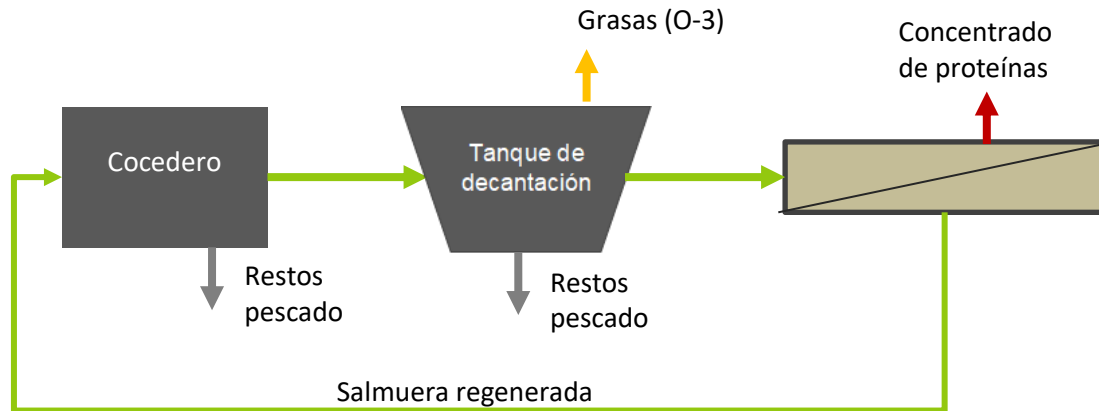 Grasas (O-3)
Concentrado
de proteínas
Cocedero
Tanque de
decantación
Restos
pescado
Restos
pescado
Salmuera regenerada